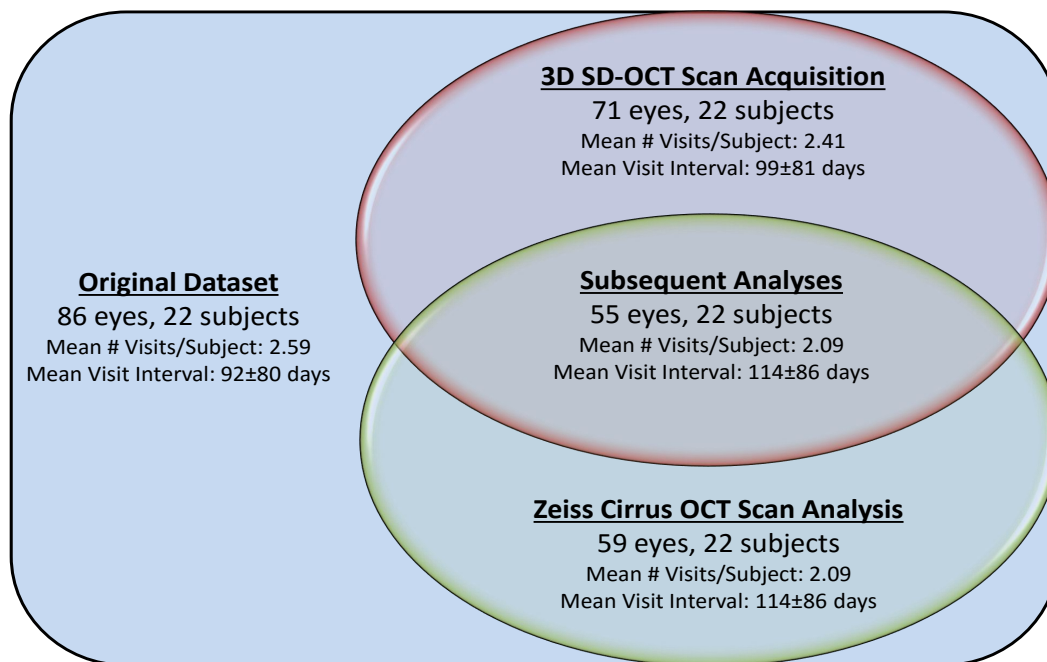 3D SD-OCT Scan Acquisition
71 eyes, 22 subjects
Mean # Visits/Subject: 2.41
Mean Visit Interval: 99±81 days
Original Dataset
86 eyes, 22 subjects
Mean # Visits/Subject: 2.59
Mean Visit Interval: 92±80 days
Subsequent Analyses
55 eyes, 22 subjects
Mean # Visits/Subject: 2.09
Mean Visit Interval: 114±86 days
Zeiss Cirrus OCT Scan Analysis
59 eyes, 22 subjects
Mean # Visits/Subject: 2.09
Mean Visit Interval: 114±86 days